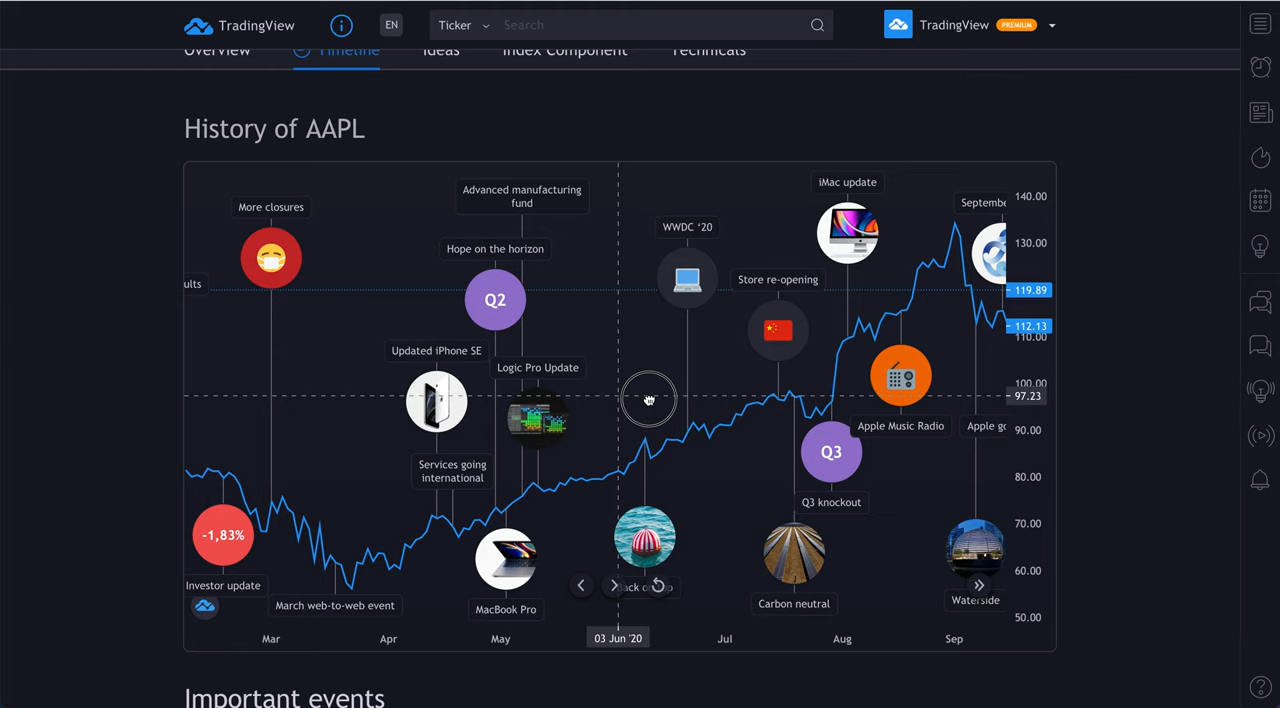 TradingView
EN
Ticker
Search
TradingView PREMIUM
Overview
Timeline
Ideas
Index Component
Technicals
History of AAPL
More closures
ults
-1,83%
Investor update
March web-to-web event
Updated iPhone SE
Services going
international
Advanced manufacturing
fund
Hope on the horizon
Q2
Logic Pro Update
MacBook Pro
WWDC ‘20
Store re-opening
iMac update
Septembe
Apple Music Radio
Apple go
Q3
Q3 knockout
Carbon neutral
Waterside
140.00
130.00
119.89
112.13
110.00
100.00
97.23
90.00
80.00
70.00
60.00
50.00
Mar
Apr
May
03 Jun '20
Jul
Aug
Sep
Important events